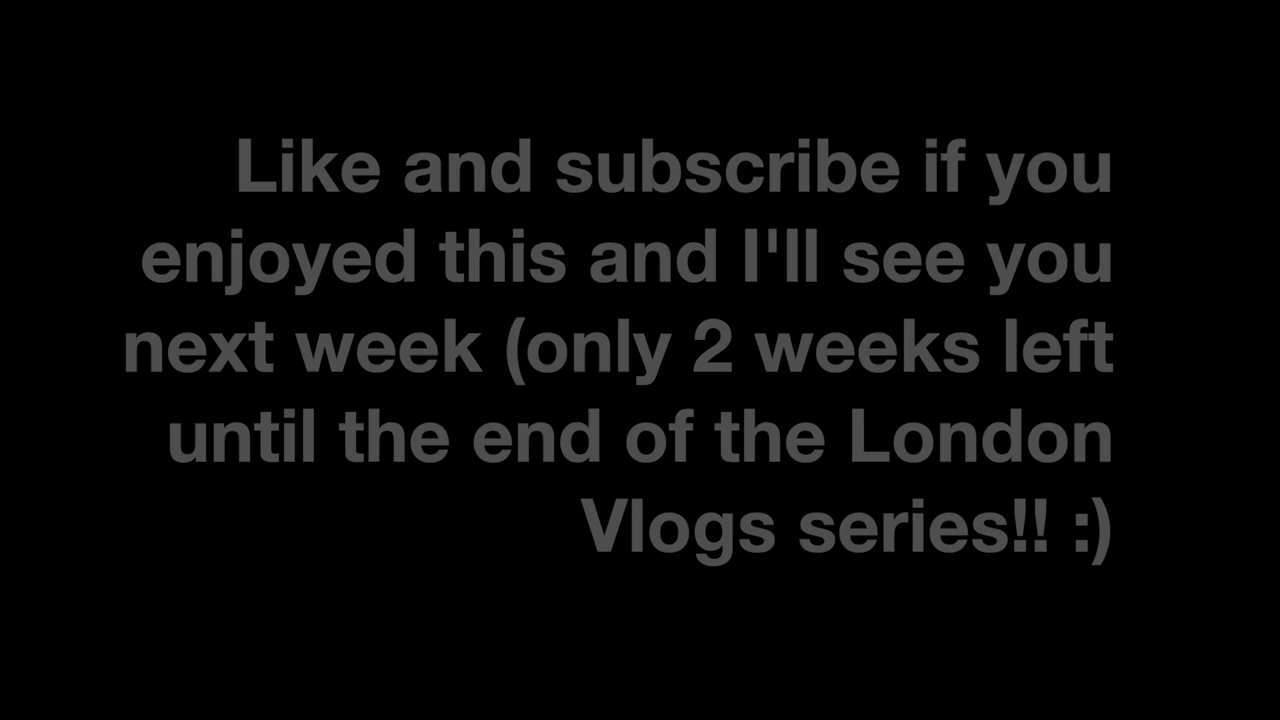 Like and subscribe if you
enjoyed this and I'll see you
next week (only 2 weeks left
until the end of the London
Vlogs series!! :)